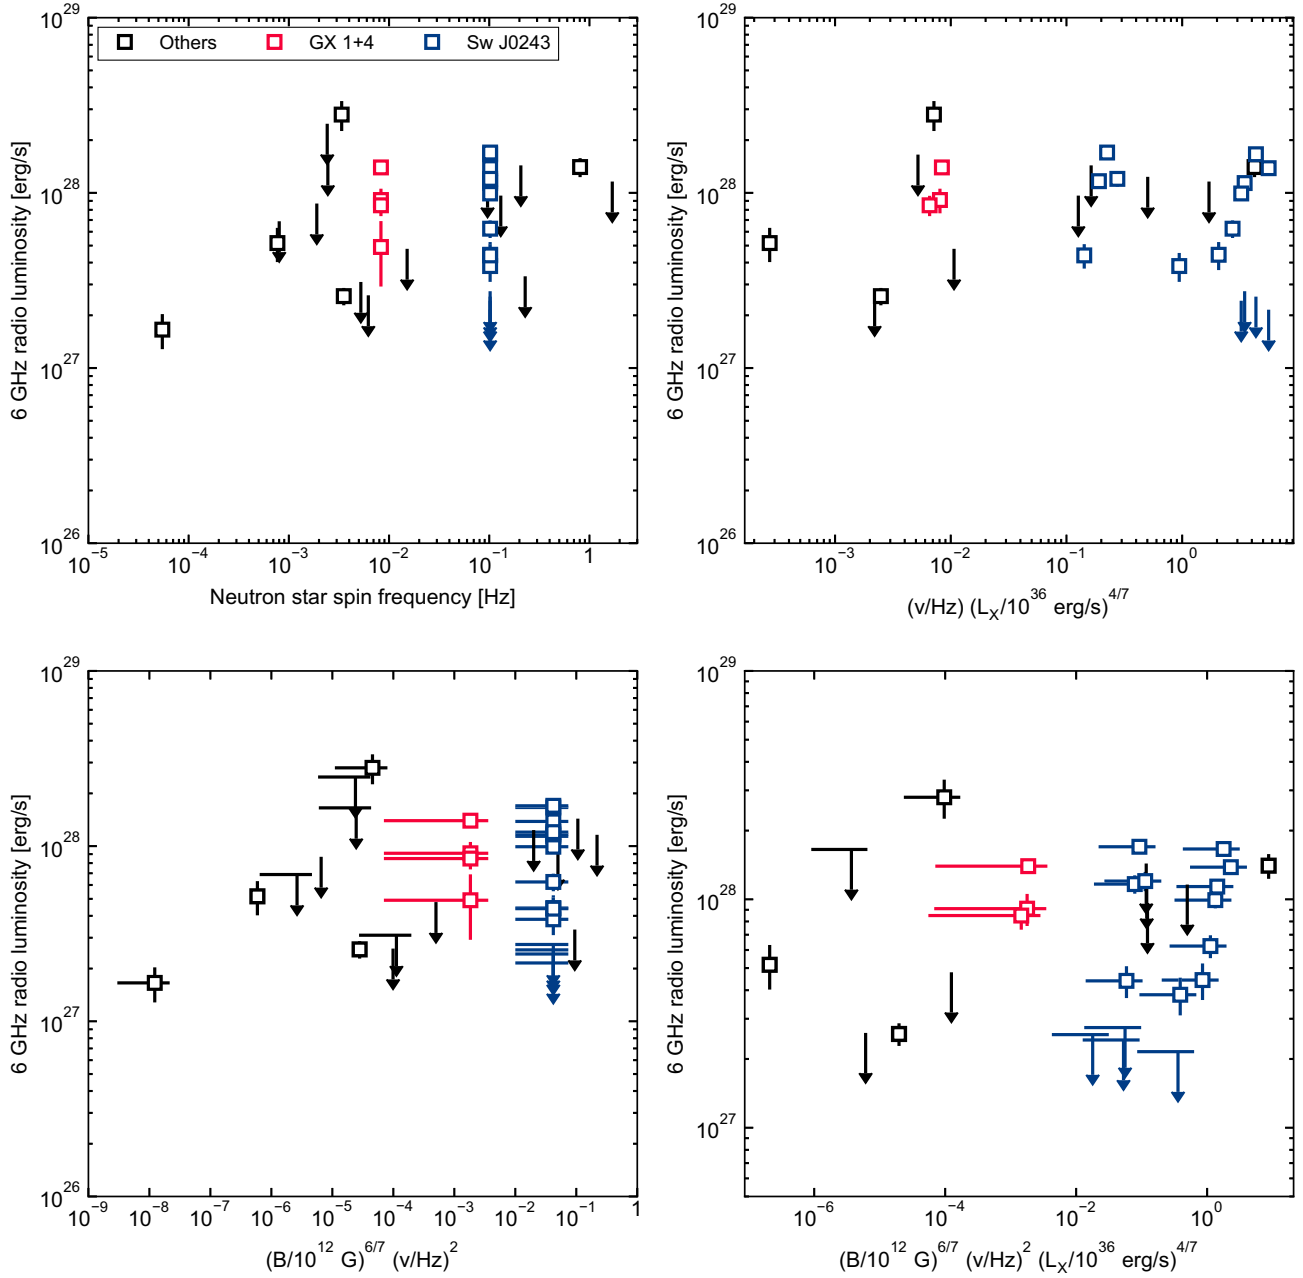 10^29
Others GX 1+4 Sw J0243
10^28
10^27
10^26
6 GHz radio luminosity [erg/s]
10^−5 10^−4 10^−3 10^−2 10^−1 1
Neutron star spin frequency [Hz]
10^29
10^28
10^27
10^26
6 GHz radio luminosity [erg/s]
10^−3 10^−2 10^−1 10^0
(ν/Hz) (L_X/10^36 erg/s)^4/7
10^29
10^28
10^27
10^26
6 GHz radio luminosity [erg/s]
10^−9 10^−8 10^−7 10^−6 10^−5 10^−4 10^−3 10^−2 10^−1 1
(B/10^12 G)^6/7 (ν/Hz)^2
10^29
10^28
10^27
6 GHz radio luminosity [erg/s]
10^−6 10^−4 10^−2 10^0
(B/10^12 G)^6/7 (ν/Hz)^2 (L_X/10^36 erg/s)^4/7